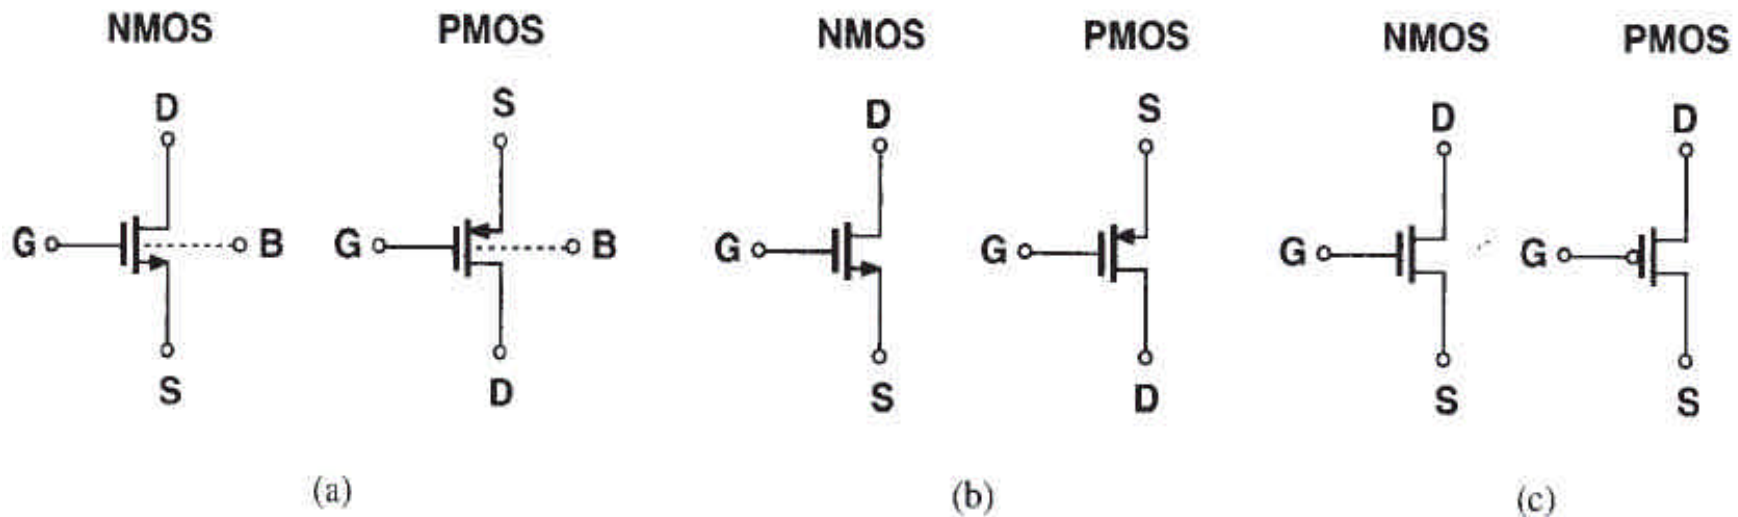 NMOS PMOS NMOS PMOS NMOS PMOS
D S D S D D
G B G B G G G G
S D S D S S
(a) (b) (c)